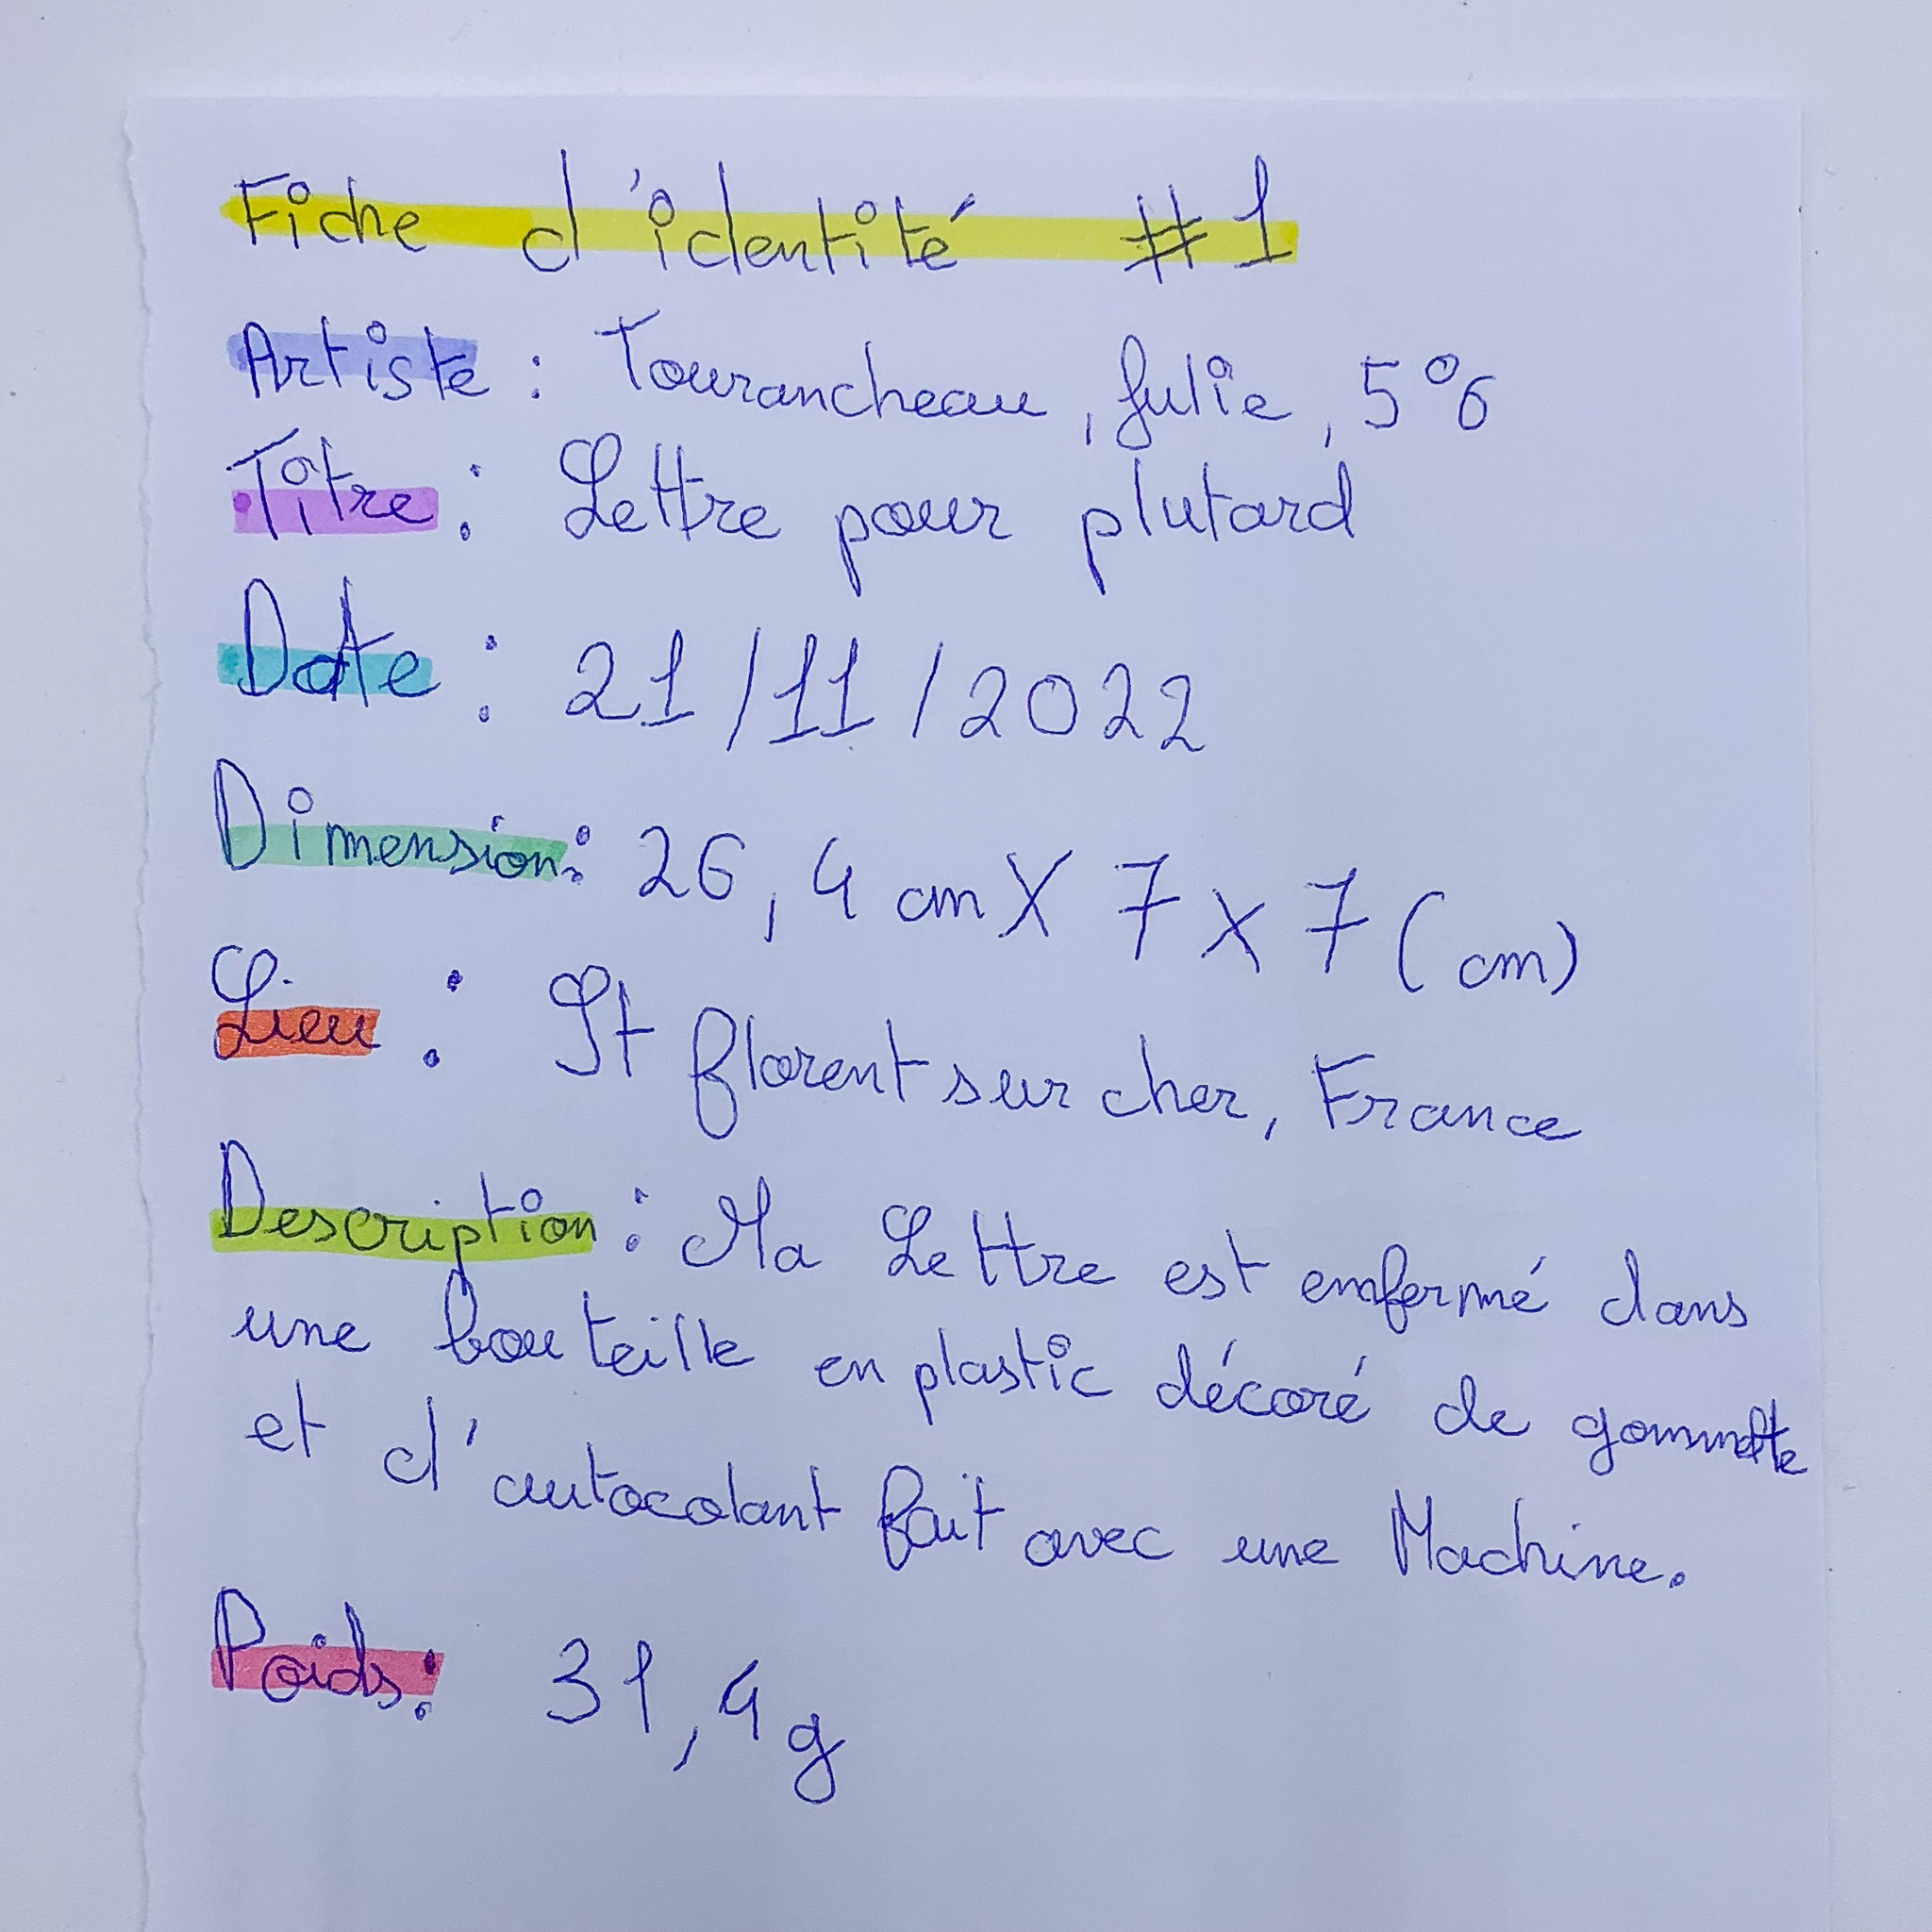 Fiche d'identité #1
Artiste : Tourancheau, Julie, 5°6
Titre : Lettre pour plutard
Date : 21/11/2022
Dimension : 26,4 cm X 7 X 7 (cm)
Lieu : St florent sur cher, France
Description : Ma Lettre est enfermé dans
une bouteille en plastic décoré de gommette
et d'autocolant fait avec une Machine.
Poids : 31,4g